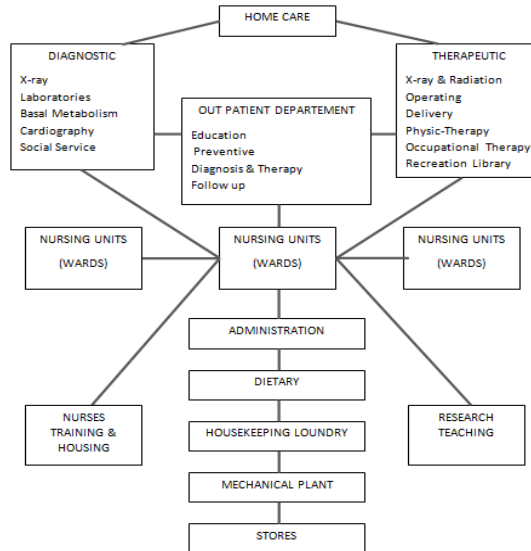 HOME CARE
DIAGNOSTIC
X-ray
Laboratories
Basal Metabolism
Cardiography
Social Service
THERAPEUTIC
X-ray & Radiation
Operating
Delivery
Physic-Therapy
Occupational Therapy
Recreation Library
OUT PATIENT DEPARTEMENT
Education
Preventive
Diagnosis & Therapy
Follow up
NURSING UNITS
(WARDS)
NURSING UNITS
(WARDS)
NURSING UNITS
(WARDS)
ADMINISTRATION
DIETARY
NURSES
TRAINING &
HOUSING
RESEARCH
TEACHING
HOUSEKEEPING LOUNDRY
MECHANICAL PLANT
STORES